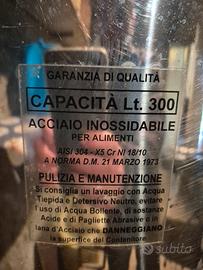 GARANZIA DI QUALITÀ
CAPACITÀ Lt. 300
ACCIAIO INOSSIDABILE
PER ALIMENTI
AISI 304 - X5 Cr Ni 18/10
A NORMA D.M. 21 MARZO 1973
PULIZIA E MANUTENZIONE
Si consiglia un lavaggio con Acqua
Tiepida e Detersivo Neutro, evitare
l'uso di Acqua Bollente, di sostanze
Acide e di Pagliette Abrasive o in
lana d'Acciaio che DANNEGGIANO
la superfice del Contenitore.
subito